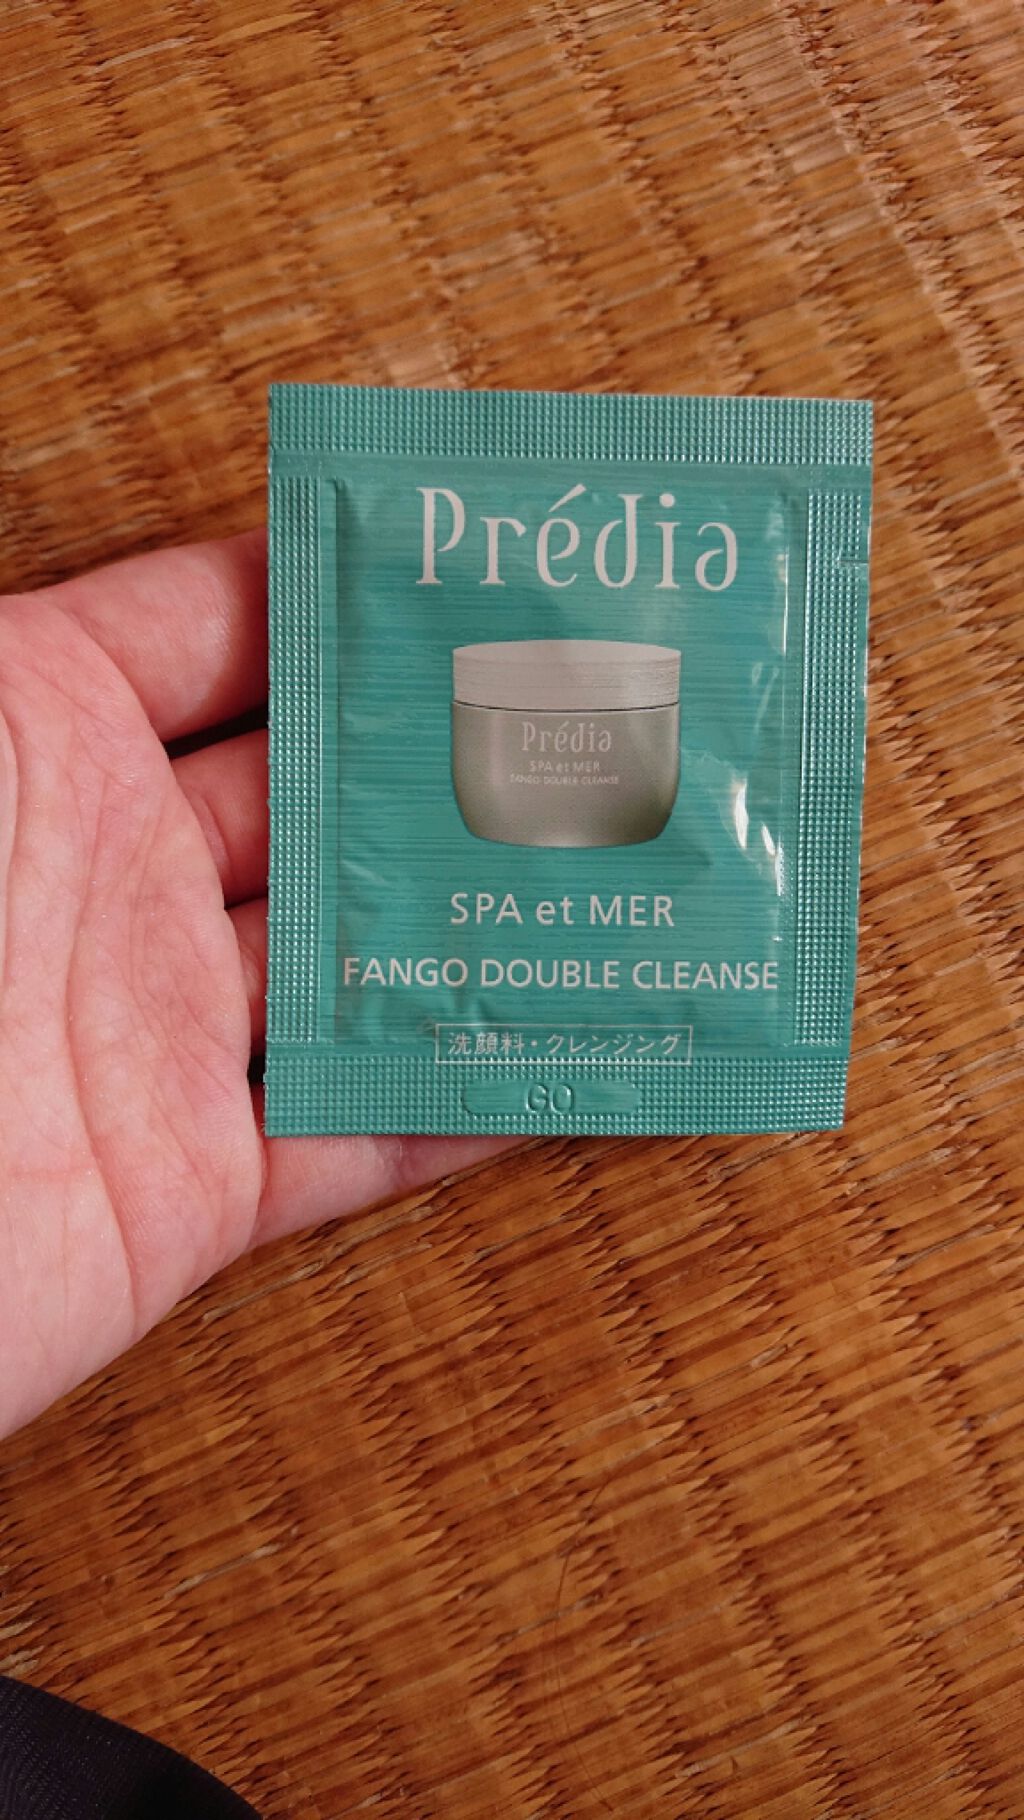 Prédia
Prédia
SPA et MER
FANGO DOUBLE CLEANSE
SPA et MER
FANGO DOUBLE CLEANSE
洗顔料・クレンジング
GO